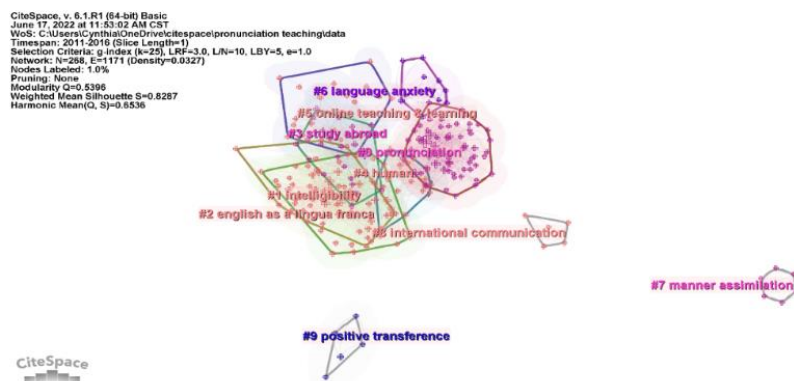 CiteSpace, v. 6.1.R1 (64-bit) Basic
June 17, 2022 at 11:53:02 AM CST
WoS: C:\Users\Cynthia\OneDrive\citespace\pronunciation teaching\data
Timespan: 2011-2016 (Slice Length=1)
Selection Criteria: g-index (k=25), LRF=3.0, L/N=10, LBY=5, e=1.0
Network: N=268, E=1171 (Density=0.0327)
Nodes Labeled: 1.0%
Pruning: None
Modularity Q=0.5396
Weighted Mean Silhouette S=0.8287
Harmonic Mean(Q, S)=0.6536
#6 language anxiety
#5 online teaching & learning
#3 study abroad
#0 pronunciation
#4 human
#1 intelligibility
#2 english as a lingua franca
#8 international communication
#7 manner assimilation
#9 positive transference
CiteSpace